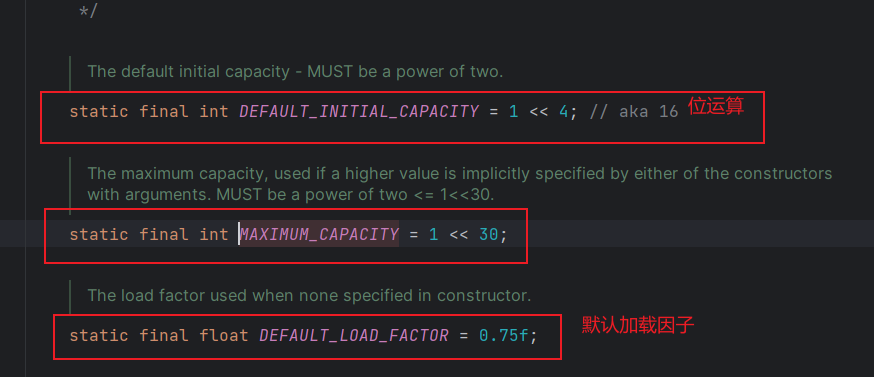 */
The default initial capacity - MUST be a power of two.
static final int DEFAULT_INITIAL_CAPACITY = 1 << 4; // aka 16 位运算
The maximum capacity, used if a higher value is implicitly specified by either of the constructors
with arguments. MUST be a power of two <= 1<<30.
static final int MAXIMUM_CAPACITY = 1 << 30;
The load factor used when none specified in constructor.
static final float DEFAULT_LOAD_FACTOR = 0.75f; 默认加载因子